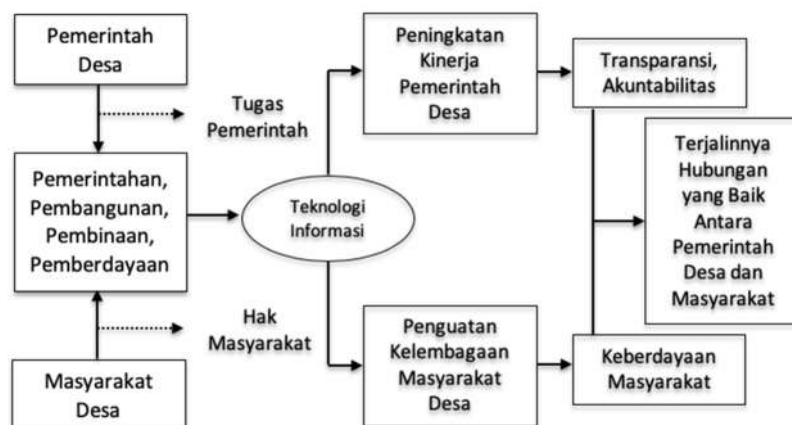 Pemerintah
Desa
Tugas
Pemerintah
Pemerintahan,
Pembangunan,
Pembinaan,
Pemberdayaan
Hak
Masyarakat
Masyarakat
Desa
Teknologi
Informasi
Peningkatan
Kinerja
Pemerintah
Desa
Penguatan
Kelembagaan
Masyarakat
Desa
Transparansi,
Akuntabilitas
Terjalinnya
Hubungan
yang Baik
Antara
Pemerintah
Desa dan
Masyarakat
Keberdayaan
Masyarakat